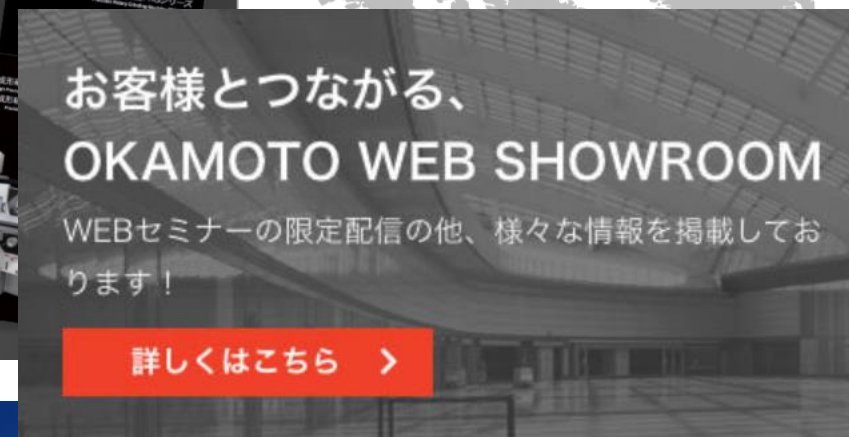 お客様とつながる、
OKAMOTO WEB SHOWROOM
WEBセミナーの限定配信の他、様々な情報を掲載してお
ります！
詳しくはこちら